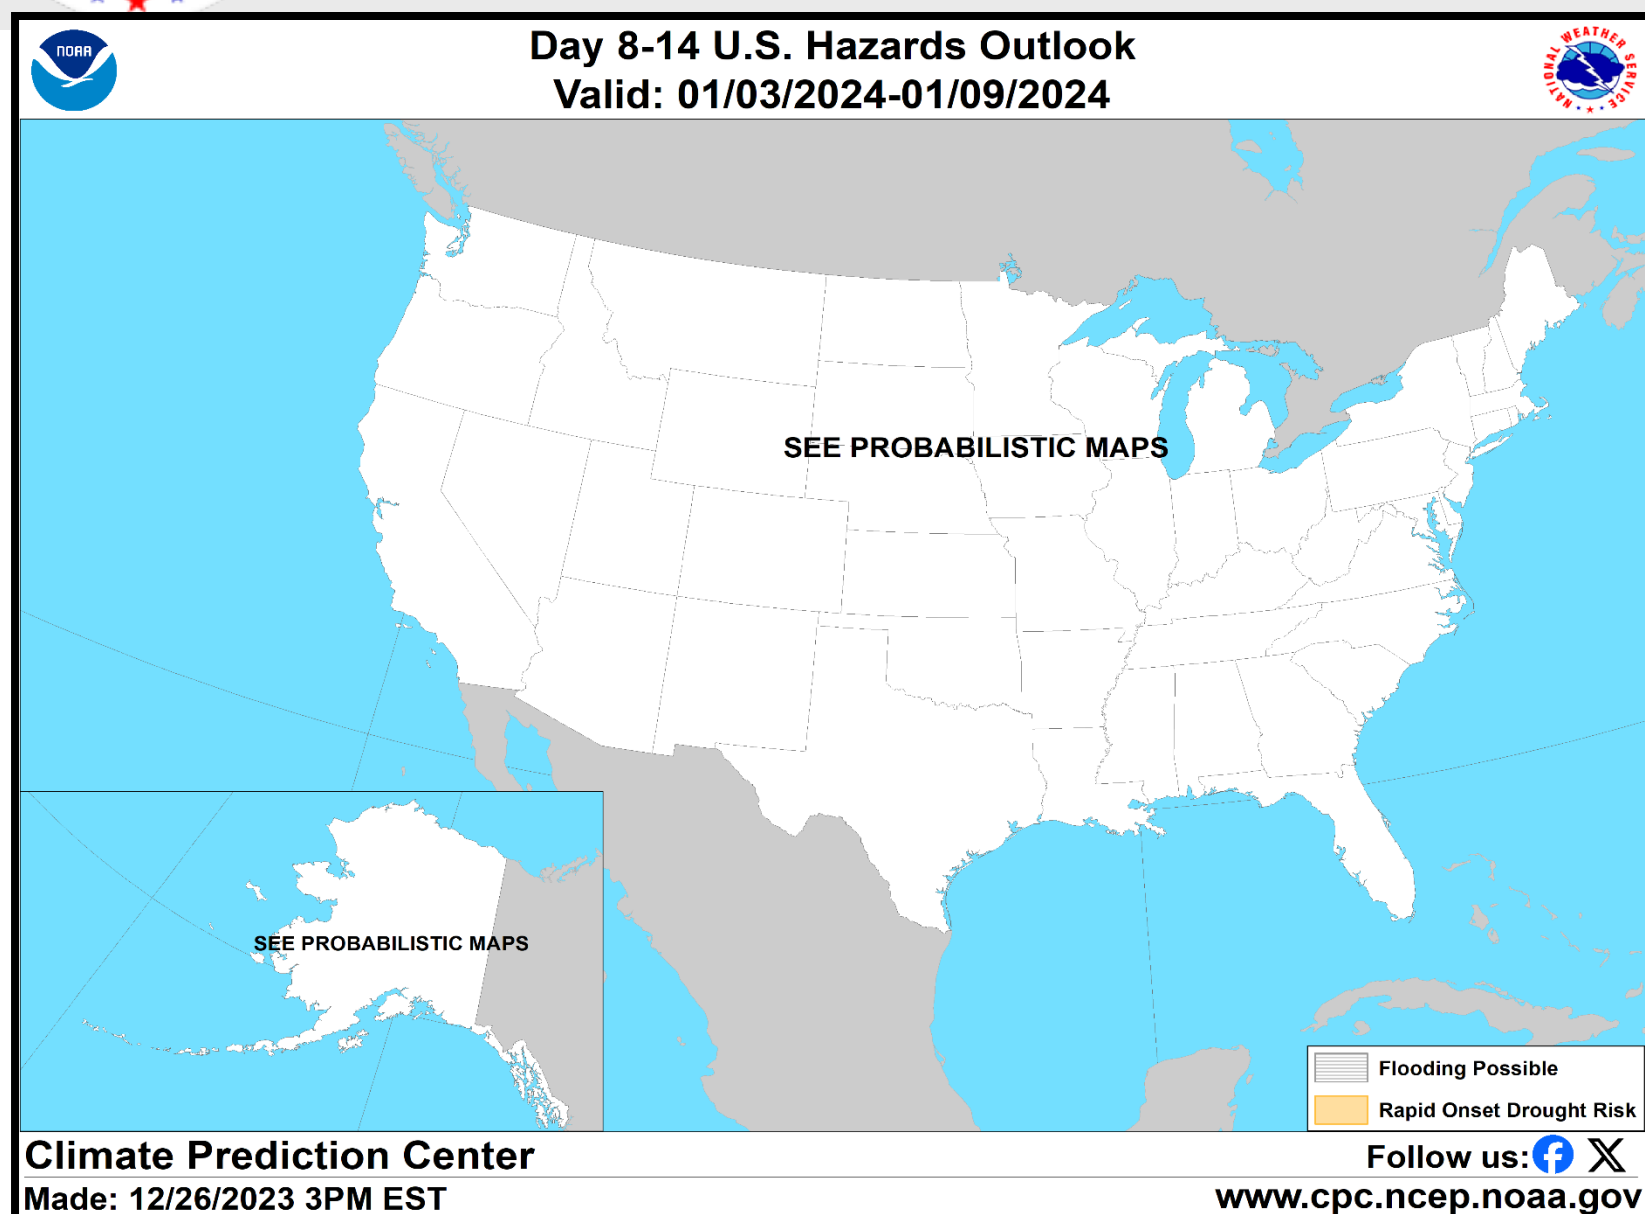 Day 8-14 U.S. Hazards Outlook
Valid: 01/03/2024-01/09/2024
NOAA
NATIONAL WEATHER SERVICE
SEE PROBABILISTIC MAPS
SEE PROBABILISTIC MAPS
Flooding Possible
Rapid Onset Drought Risk
Climate Prediction Center
Follow us:
Made: 12/26/2023 3PM EST
www.cpc.ncep.noaa.gov